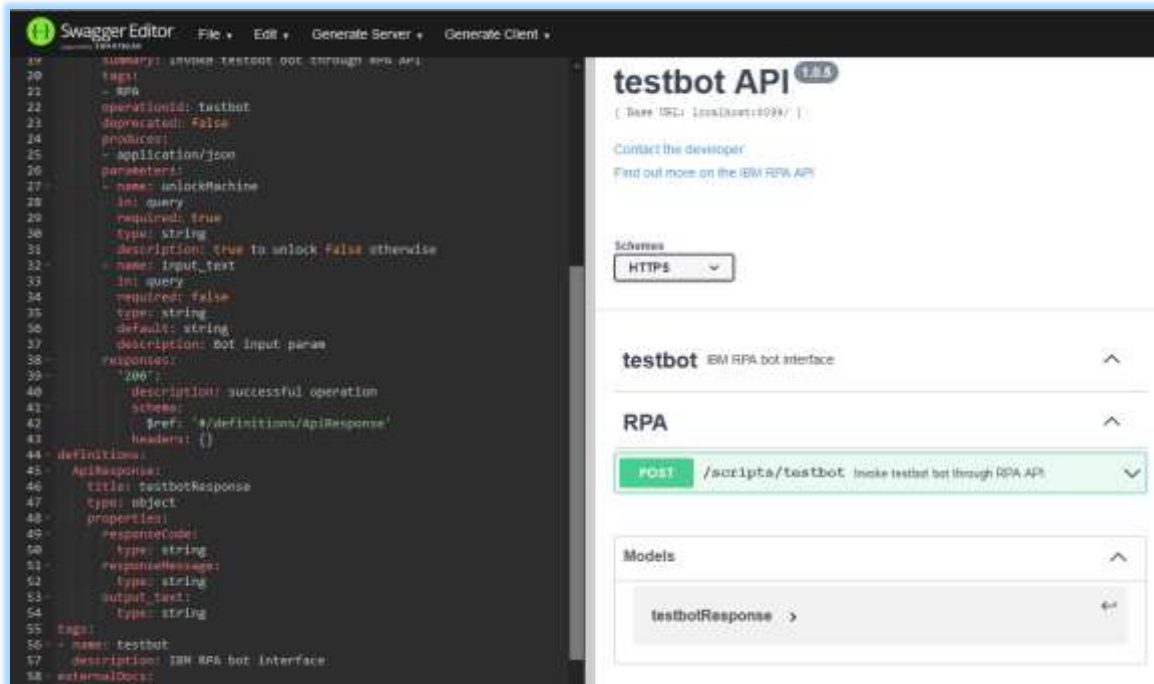 Swagger Editor
File
Edit
Generate Server
Generate Client
19 summary: Invoke testbot bot through RPA API
20 tags:
21 - RPA
22 operationId: testbot
23 deprecated: False
24 produces:
25 - application/json
26 parameters:
27 - name: unlockMachine
28 in: query
29 required: true
30 type: string
31 description: true to unlock False otherwise
32 - name: input_text
33 in: query
34 required: false
35 type: string
36 default: string
37 description: Bot input param
38 responses:
39 '200':
40 description: successful operation
41 schema:
42 $ref: '#/definitions/ApiResponse'
43 headers: {}
44 definitions:
45 ApiResponse:
46 title: testbotResponse
47 type: object
48 properties:
49 responseCode:
50 type: string
51 responseMessage:
52 type: string
53 output_text:
54 type: string
55 tags:
56 - name: testbot
57 description: IBM RPA bot interface
58 externalDocs:
testbot API
[ Base URL: localhost:8099/ ]
Contact the developer
Find out more on the IBM RPA API
Schemes
HTTPS
testbot IBM RPA bot interface
RPA
POST /scripts/testbot Invoke testbot bot through RPA API
Models
testbotResponse >